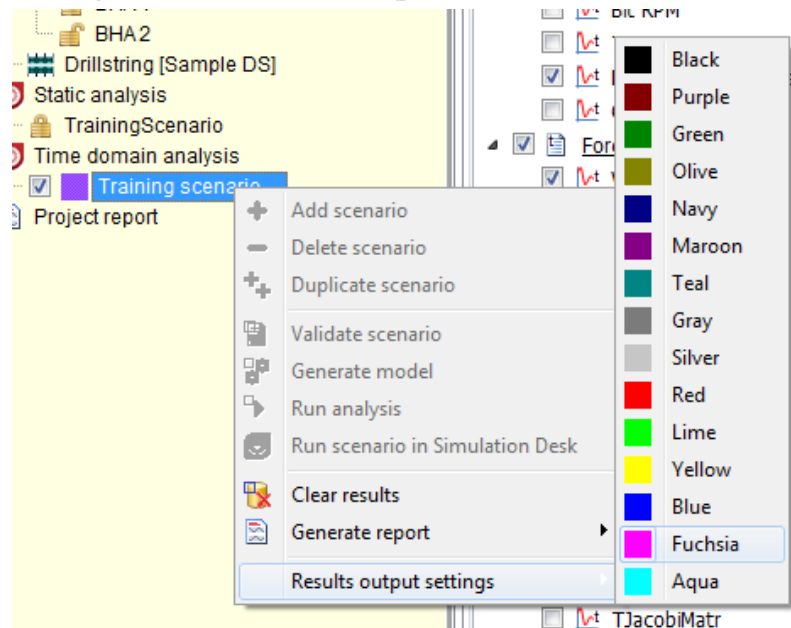 Bit RPM
BHA 2
Drillstring [Sample DS]
Static analysis
TrainingScenario
Time domain analysis
Training scenario
Project report
Add scenario
Delete scenario
Duplicate scenario
Validate scenario
Generate model
Run analysis
Run scenario in Simulation Desk
Clear results
Generate report
Results output settings
Black
Purple
Green
Olive
Navy
Maroon
Teal
Gray
Silver
Red
Lime
Yellow
Blue
Fuchsia
Aqua
TJacobiMatr